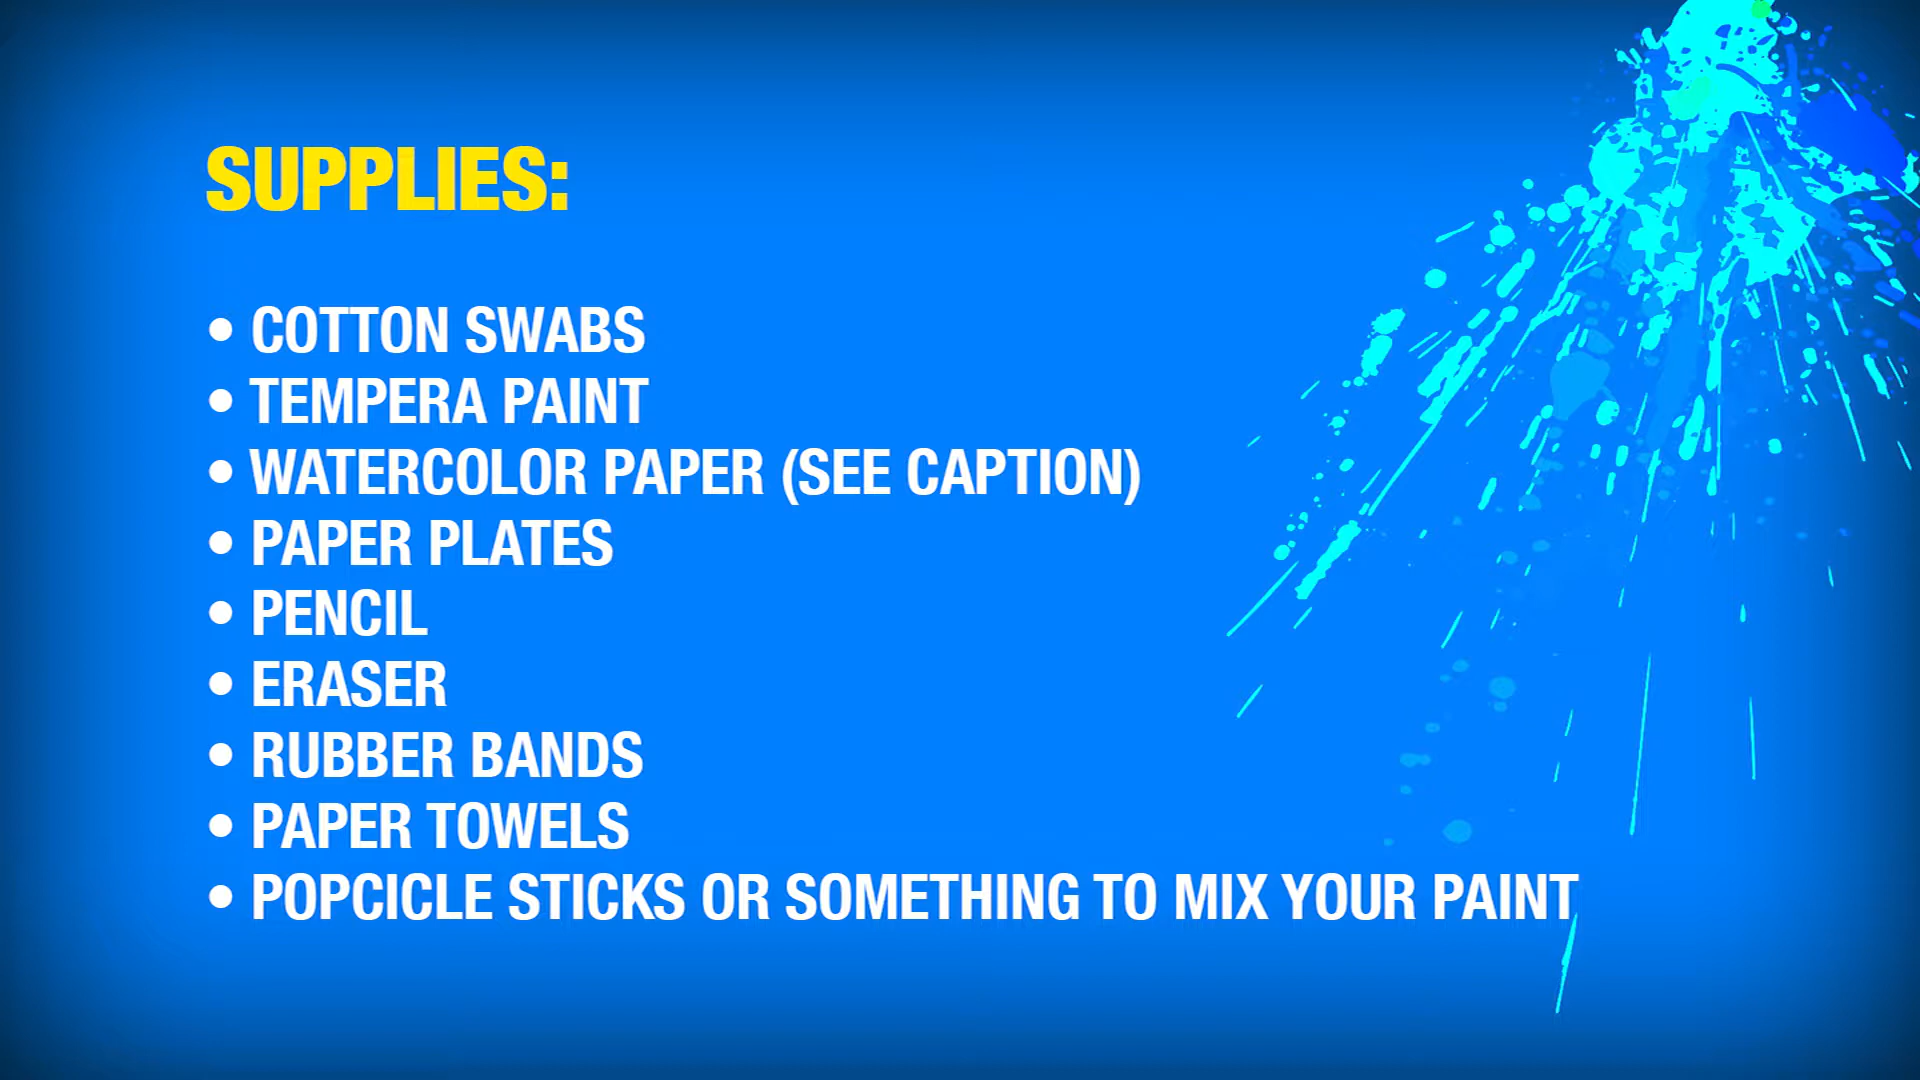 SUPPLIES:
• COTTON SWABS
• TEMPERA PAINT
• WATERCOLOR PAPER (SEE CAPTION)
• PAPER PLATES
• PENCIL
• ERASER
• RUBBER BANDS
• PAPER TOWELS
• POPCICLE STICKS OR SOMETHING TO MIX YOUR PAINT